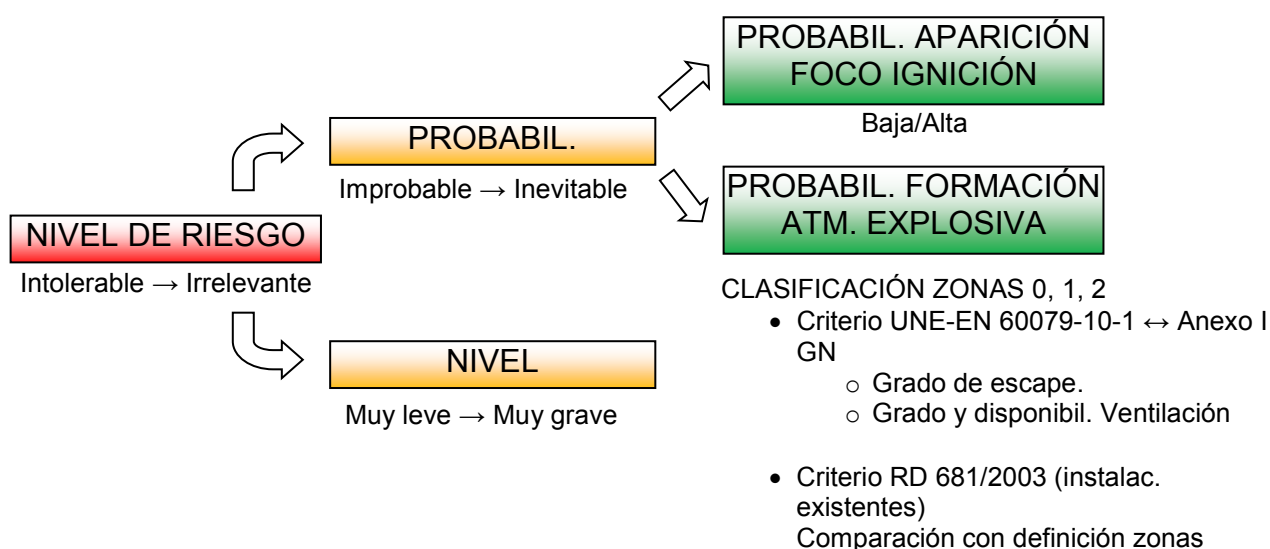 NIVEL DE RIESGO
Intolerable → Irrelevante
PROBABIL.
Improbable → Inevitable
NIVEL
Muy leve → Muy grave
PROBABIL. APARICIÓN
FOCO IGNICIÓN
Baja/Alta
PROBABIL. FORMACIÓN
ATM. EXPLOSIVA
CLASIFICACIÓN ZONAS 0, 1, 2
• Criterio UNE-EN 60079-10-1 ↔ Anexo I
GN
o Grado de escape.
o Grado y disponibil. Ventilación
• Criterio RD 681/2003 (instalac.
existentes)
Comparación con definición zonas